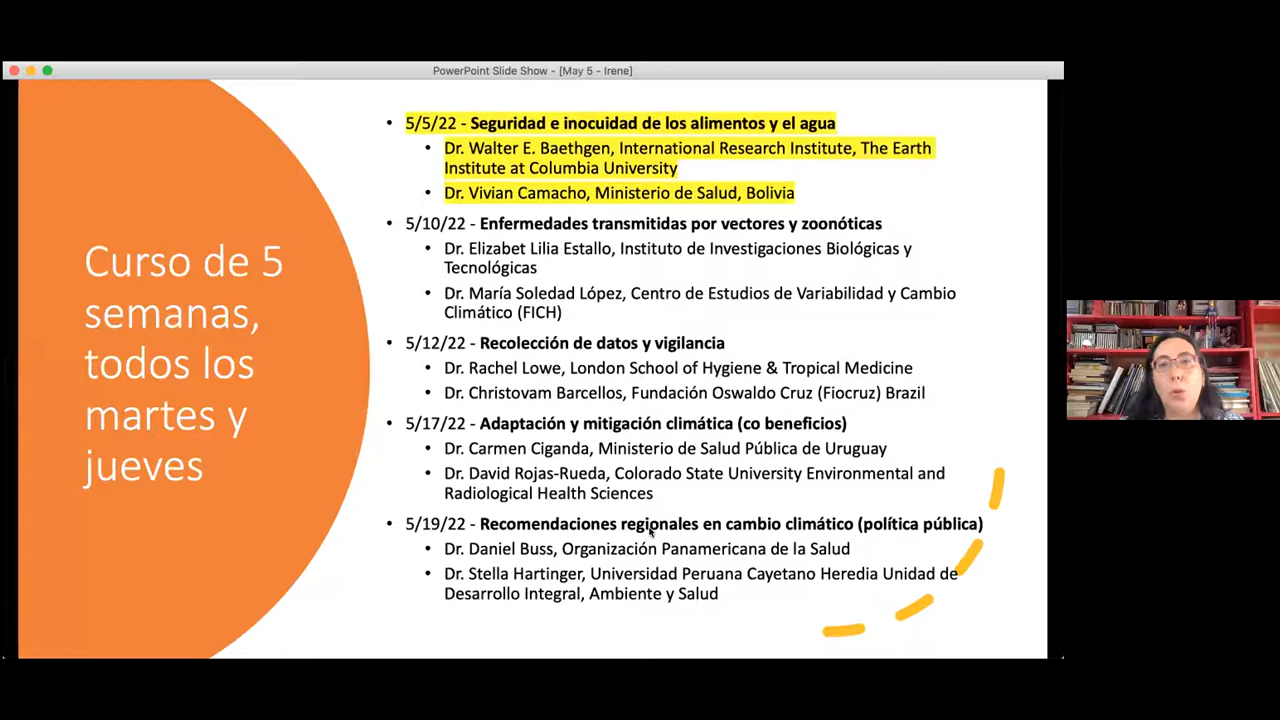 PowerPoint Slide Show - [May 5 - Irene]
Curso de 5
semanas,
todos los
martes y
jueves
• 5/5/22 - Seguridad e inocuidad de los alimentos y el agua
• Dr. Walter E. Baethgen, International Research Institute, The Earth
Institute at Columbia University
• Dr. Vivian Camacho, Ministerio de Salud, Bolivia
• 5/10/22 - Enfermedades transmitidas por vectores y zoonóticas
• Dr. Elizabet Lilia Estallo, Instituto de Investigaciones Biológicas y
Tecnológicas
• Dr. María Soledad López, Centro de Estudios de Variabilidad y Cambio
Climático (FICH)
• 5/12/22 - Recolección de datos y vigilancia
• Dr. Rachel Lowe, London School of Hygiene & Tropical Medicine
• Dr. Christovam Barcellos, Fundación Oswaldo Cruz (Fiocruz) Brazil
• 5/17/22 - Adaptación y mitigación climática (co beneficios)
• Dr. Carmen Ciganda, Ministerio de Salud Pública de Uruguay
• Dr. David Rojas-Rueda, Colorado State University Environmental and
Radiological Health Sciences
• 5/19/22 - Recomendaciones regionales en cambio climático (política pública)
• Dr. Daniel Buss, Organización Panamericana de la Salud
• Dr. Stella Hartinger, Universidad Peruana Cayetano Heredia Unidad de
Desarrollo Integral, Ambiente y Salud